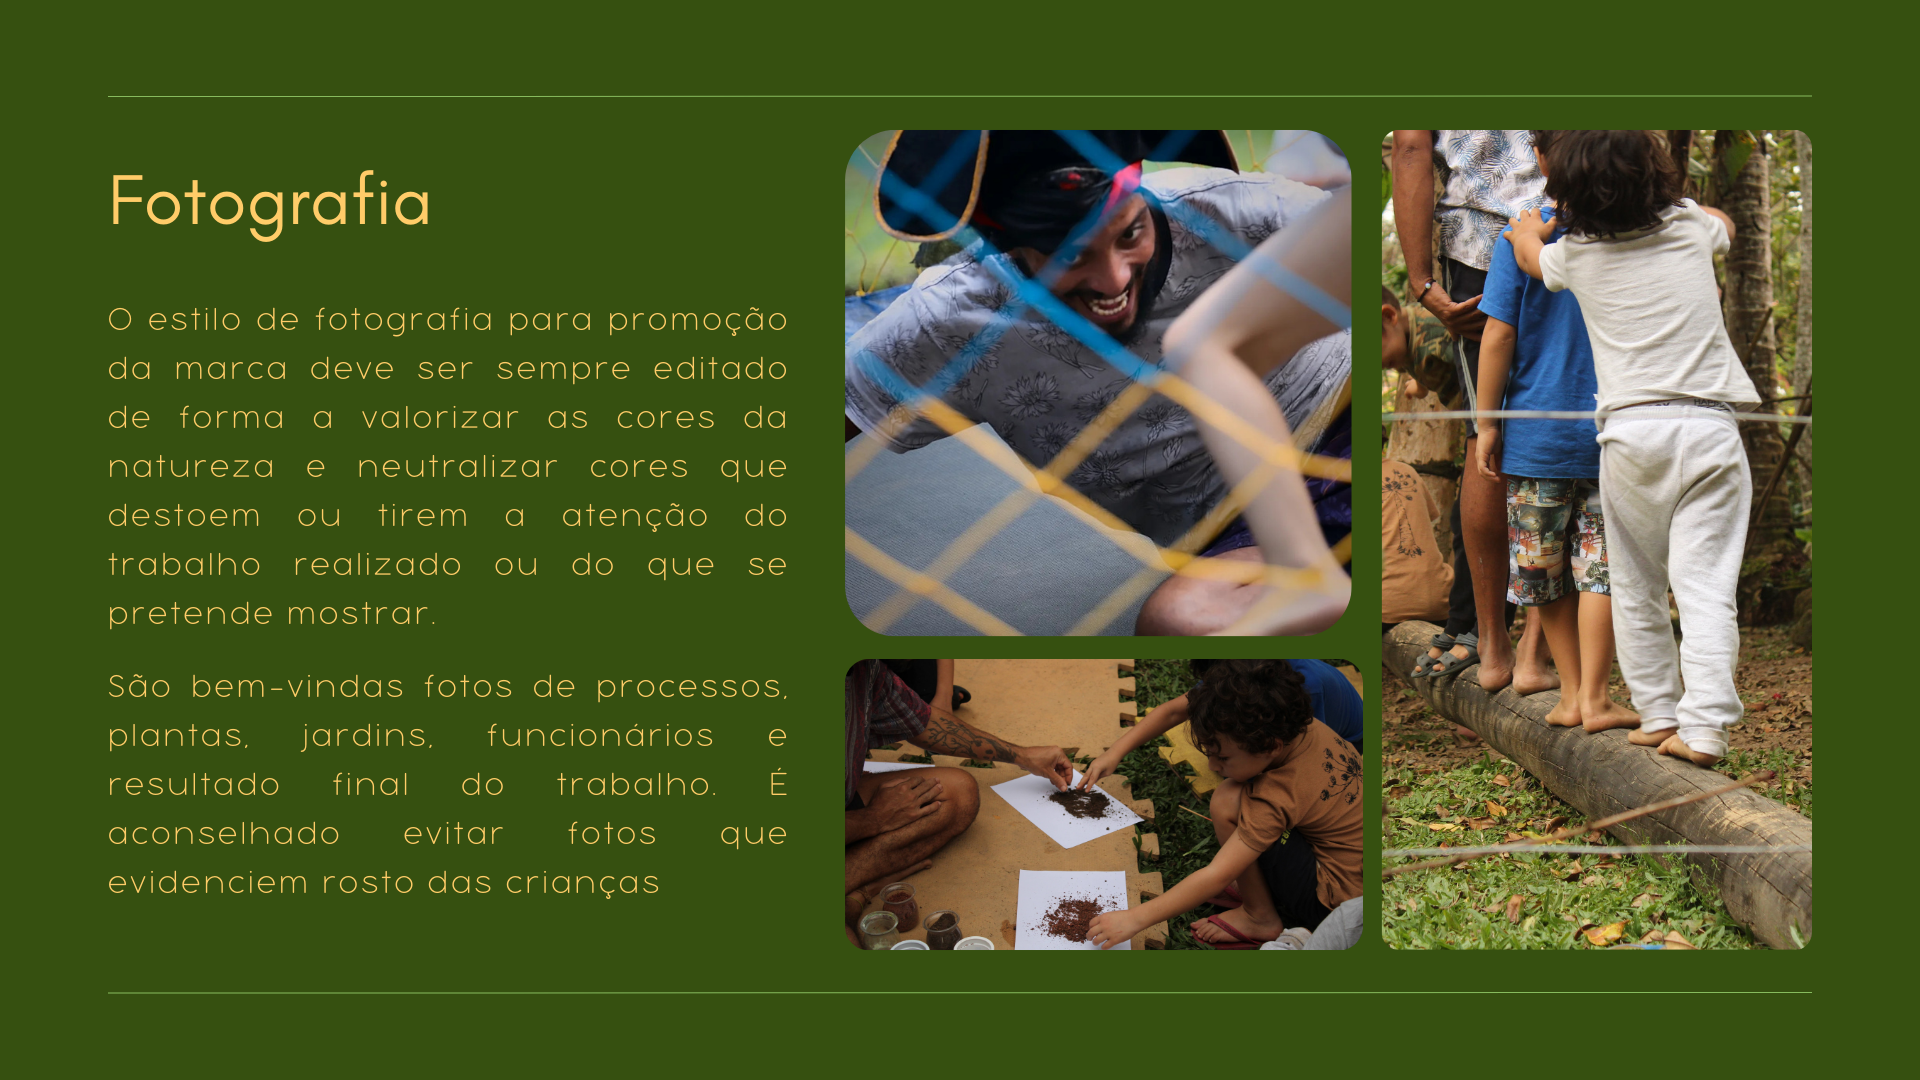 Fotografia
O estilo de fotografia para promoção
da marca deve ser sempre editado
de forma a valorizar as cores da
natureza e neutralizar cores que
destoem ou tirem a atenção do
trabalho realizado ou do que se
pretende mostrar.
São bem-vindas fotos de processos,
plantas, jardins, funcionários e
resultado final do trabalho. É
aconselhado evitar fotos que
evidenciem rosto das crianças